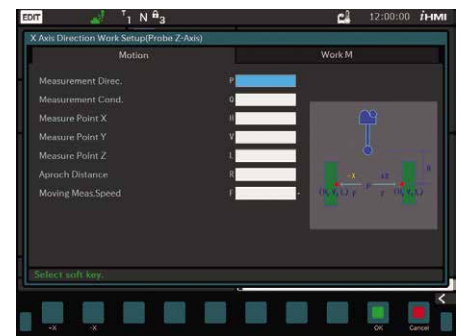 EDIT T1 N B3 12:00:00 iHMI
X Axis Direction Work Setup(Probe Z-Axis)
Motion Work M
Measurement Direc. P
Measurement Cond. Q
Measure Point X H
Measure Point Y V
Measure Point Z L
Aproch Distance R
Moving Meas.Speed F
-X +X R
P
(H,V,L) r r (H,V,L)
Select soft key.
+X -X OK Cancel